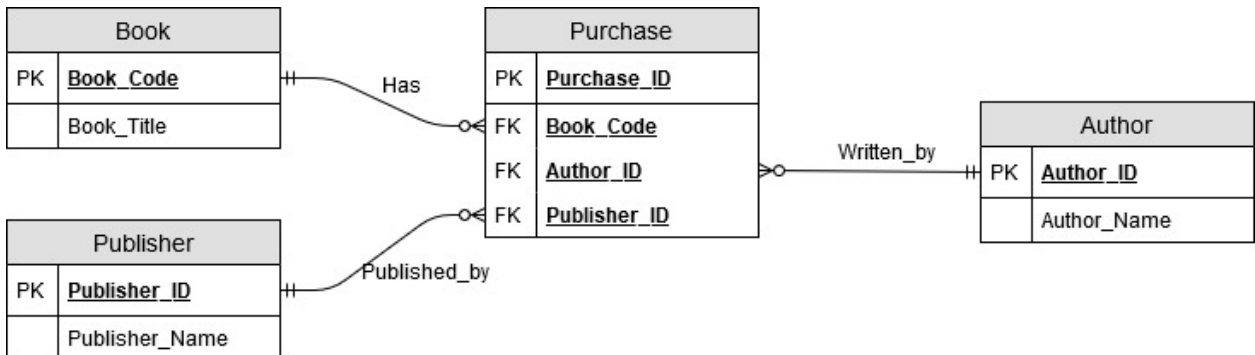 Book
PK Book_Code
Book_Title
Has
Purchase
PK Purchase_ID
FK Book_Code
FK Author_ID
FK Publisher_ID
Written_by
Author
PK Author_ID
Author_Name
Publisher
PK Publisher_ID
Publisher_Name
Published_by